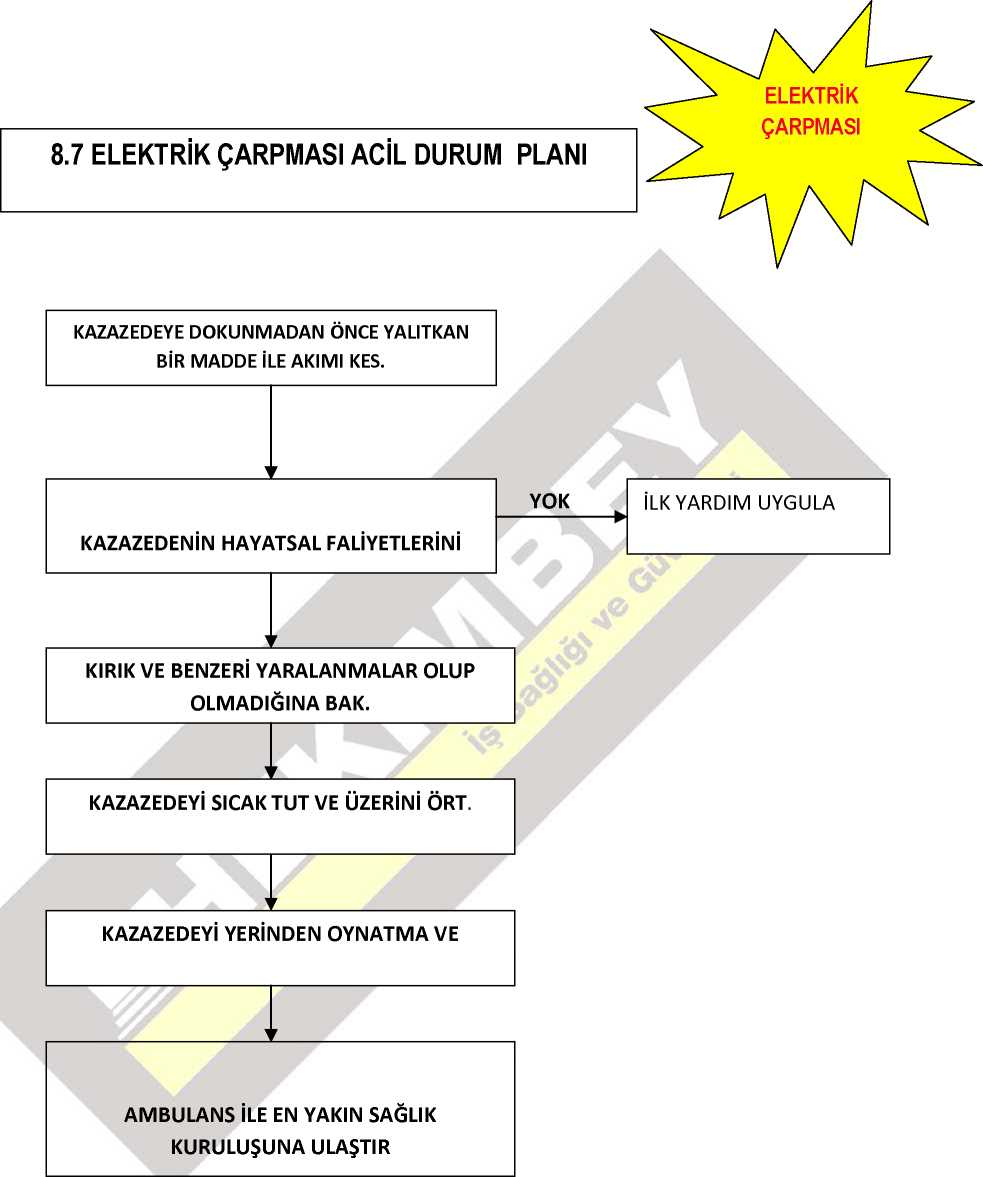 ELEKTRİK
ÇARPMASI
8.7 ELEKTRİK ÇARPMASI ACİL DURUM PLANI
KAZAZEDEYE DOKUNMADAN ÖNCE YALITKAN
BİR MADDE İLE AKIMI KES.
YOK
İLK YARDIM UYGULA
KAZAZEDENİN HAYATSAL FALİYETLERİNİ
KIRIK VE BENZERİ YARALANMALAR OLUP
OLMADIĞINA BAK.
KAZAZEDEYİ SICAK TUT VE ÜZERİNİ ÖRT.
KAZAZEDEYİ YERİNDEN OYNATMA VE
AMBULANS İLE EN YAKIN SAĞLIK
KURULUŞUNA ULAŞTIR
İş Sağlığı ve